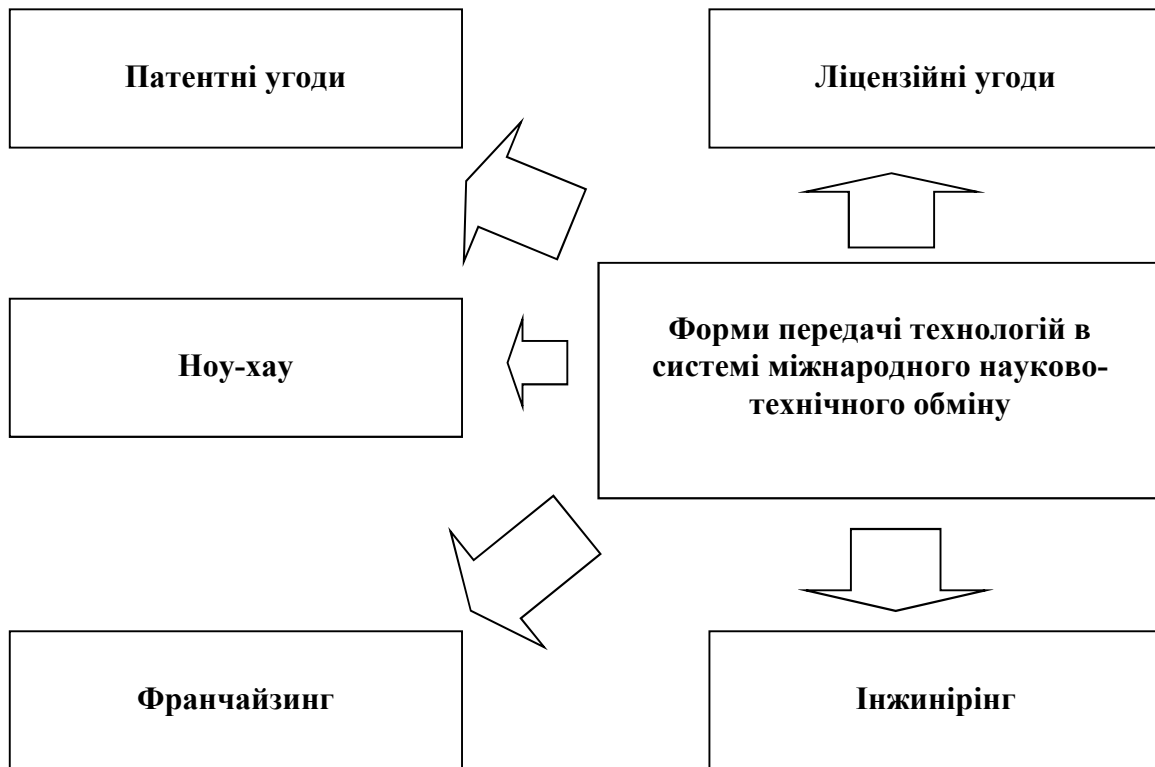 Патентні угоди
Ліцензійні угоди
Ноу-хау
Форми передачі технологій в
системі міжнародного науково-
технічного обміну
Франчайзинг
Інжинірінг